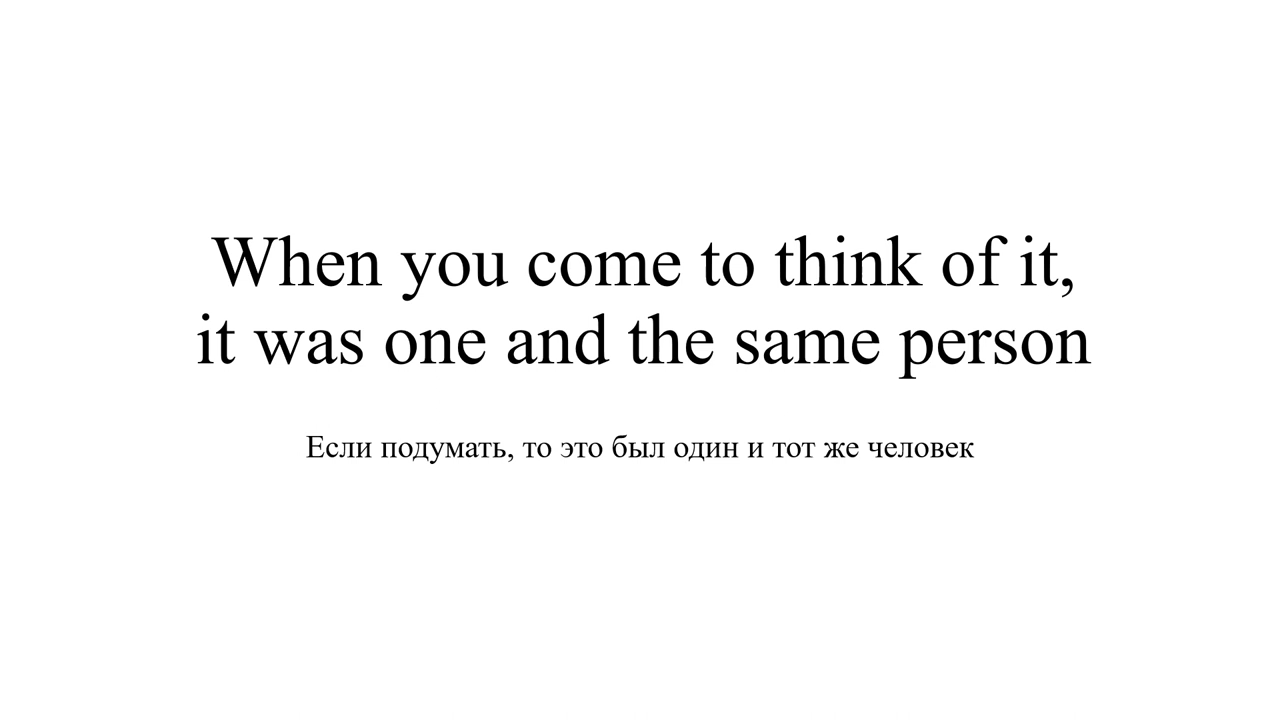 When you come to think of it,
it was one and the same person
Если подумать, то это был один и тот же человек